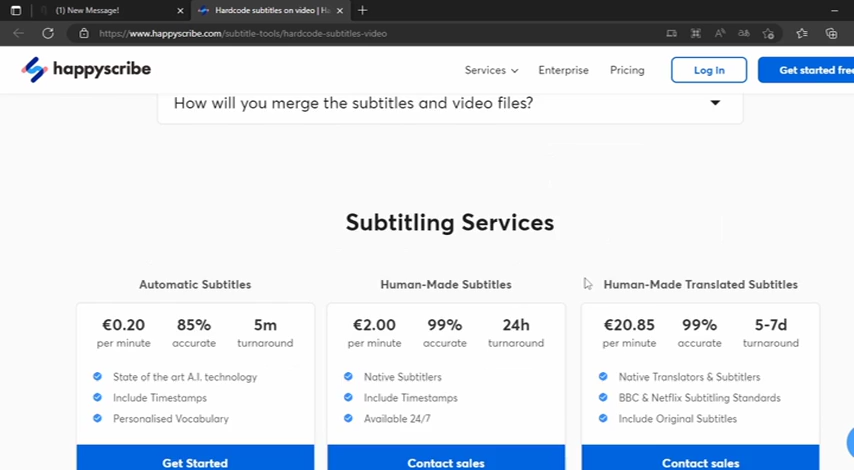 (1) New Message!
Hardcode subtitles on video | Ha
https://www.happyscribe.com/subtitle-tools/hardcode-subtitles-video
happyscribe
Services
Enterprise
Pricing
Log In
Get started free
How will you merge the subtitles and video files?
Subtitling Services
Automatic Subtitles
€0.20 85% 5m
per minute accurate turnaround
State of the art A.I. technology
Include Timestamps
Personalised Vocabulary
Get Started
Human-Made Subtitles
€2.00 99% 24h
per minute accurate turnaround
Native Subtitlers
Include Timestamps
Available 24/7
Contact sales
Human-Made Translated Subtitles
€20.85 99% 5-7d
per minute accurate turnaround
Native Translators & Subtitlers
BBC & Netflix Subtitling Standards
Include Original Subtitles
Contact sales